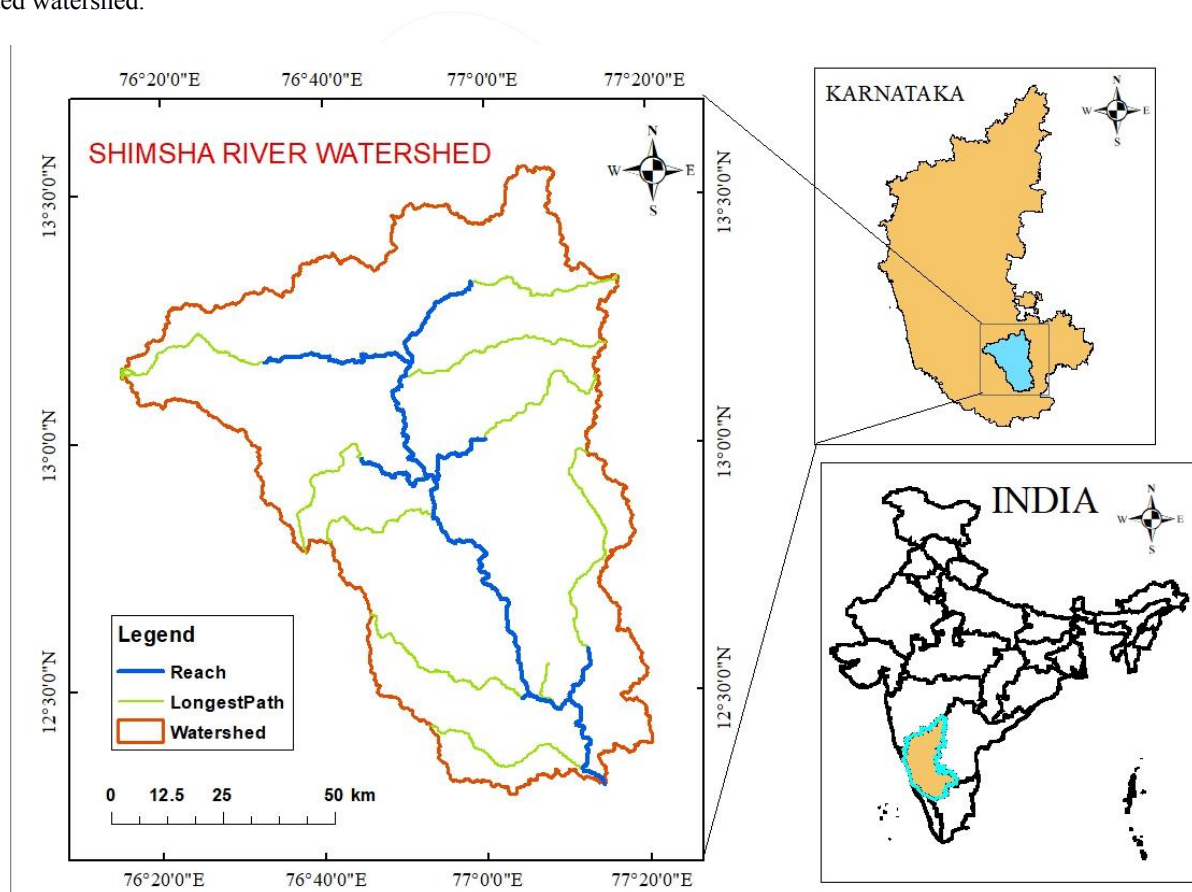 ed watershed.
76°20'0"E 76°40'0"E 77°0'0"E 77°20'0"E
SHIMSHA RIVER WATERSHED
N
W E
S
13°30'0"N
13°0'0"N
12°30'0"N
13°30'0"N
13°0'0"N
12°30'0"N
Legend
Reach
LongestPath
Watershed
0 12.5 25 50 km
76°20'0"E 76°40'0"E 77°0'0"E 77°20'0"E
KARNATAKA
N
W E
S
INDIA
N
W E
S